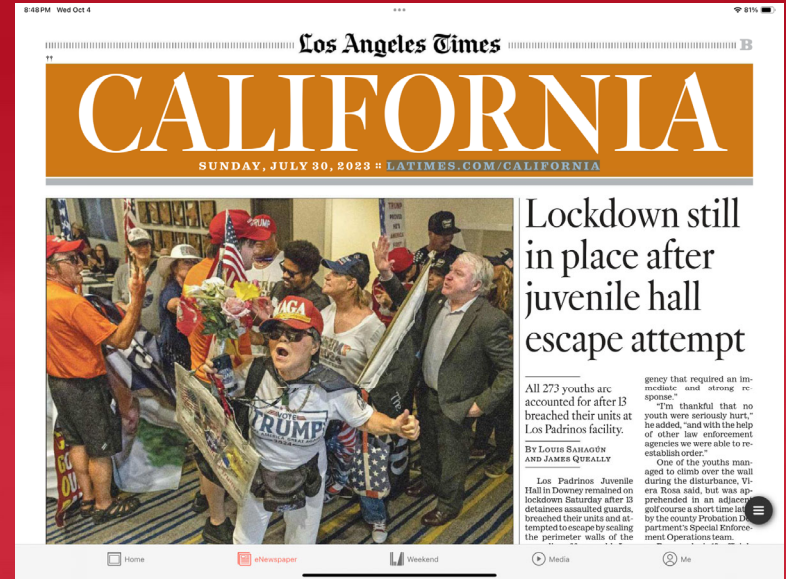 8:48 PM Wed Oct 4
81%
Los Angeles Times
B
CALIFORNIA
SUNDAY, JULY 30, 2023 :: LATIMES.COM/CALIFORNIA
TRUMP
MAGA
VOTE
TRUMP
Lockdown still
in place after
juvenile hall
escape attempt
All 273 youths are
accounted for after 13
breached their units at
Los Padrinos facility.
By Louis Sahagún
and James Queally
Los Padrinos Juvenile
Hall in Downey remained on
lockdown Saturday after 13
detainees assaulted guards,
breached their units and at-
tempted to escape by scaling
the perimeter walls of the
gency that required an im-
mediate and strong re-
sponse."
"I'm thankful that no
youth were seriously hurt,"
he added, "and with the help
of other law enforcement
agencies we were able to re-
establish order."
One of the youths man-
aged to climb over the wall
during the disturbance, Vi-
era Rosa said, but was ap-
prehended in an adjacent
golf course a short time
by the county Probation
partment's Special Enforce-
ment Operations team.
Home
eNewspaper
Weekend
Media
Me